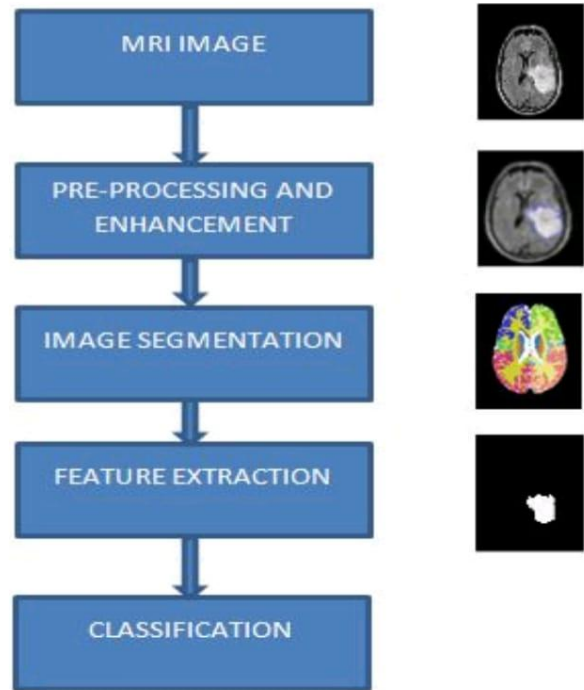 MRI IMAGE
PRE-PROCESSING AND
ENHANCEMENT
IMAGE SEGMENTATION
FEATURE EXTRACTION
CLASSIFICATION